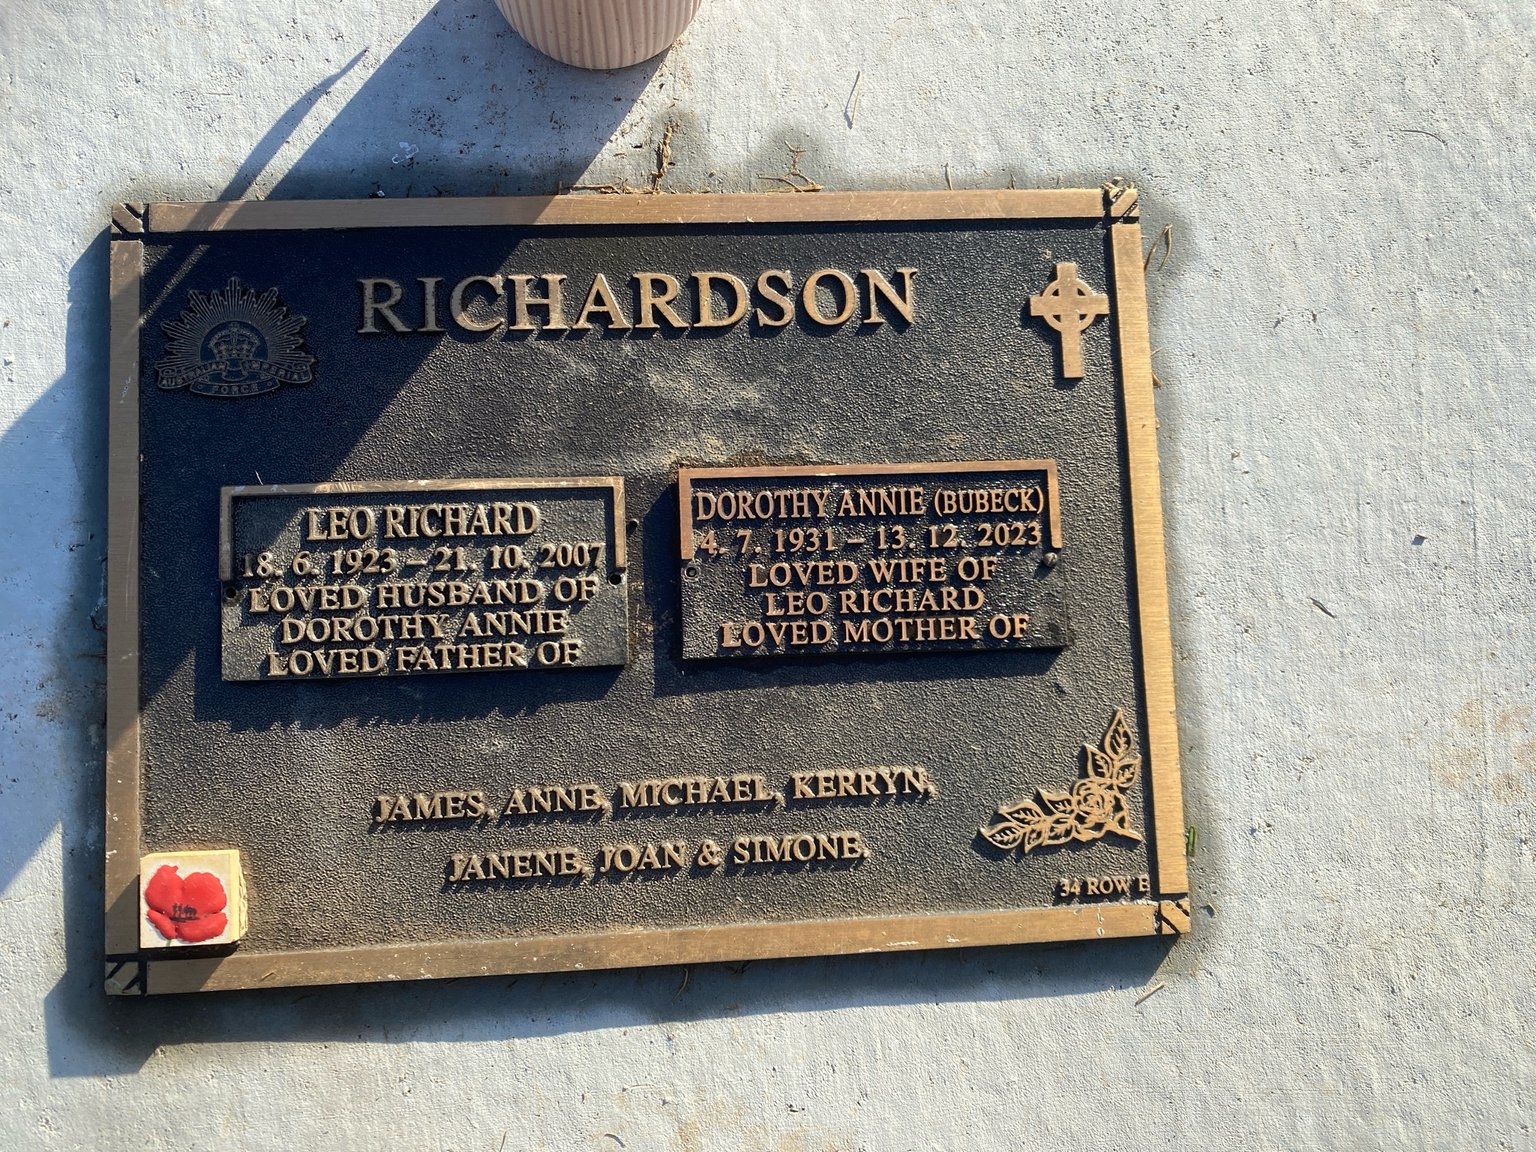 RICHARDSON
AUSTRALIAN IMPERIAL
FORCE
LEO RICHARD
18. 6. 1923 – 21. 10. 2007
LOVED HUSBAND OF
DOROTHY ANNIE
LOVED FATHER OF
DOROTHY ANNIE (BUBECK)
4. 7. 1931 – 13. 12. 2023
LOVED WIFE OF
LEO RICHARD
LOVED MOTHER OF
JAMES, ANNE, MICHAEL, KERRYN,
JANENE, JOAN & SIMONE.
34 ROW E